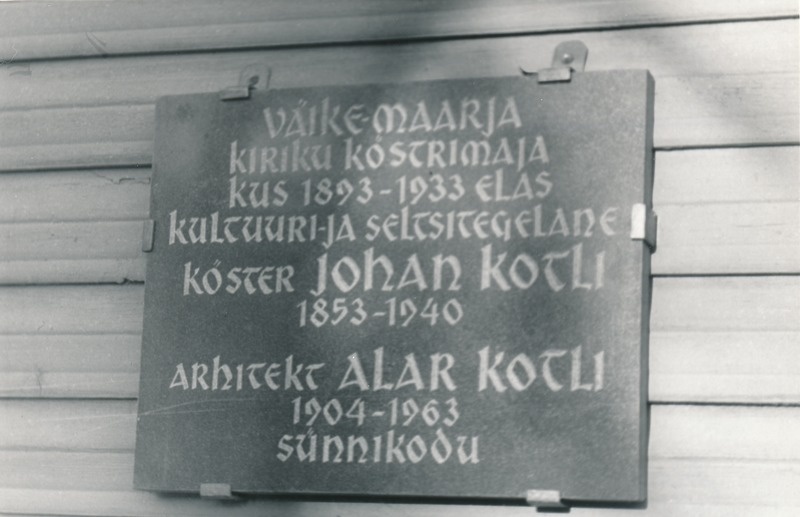 VÄIKE-MAARJA
KIRIKU KÖSTRIMAJA
KUS 1893-1933 ELAS
KULTUURI-JA SELTSITEGELANE
KÖSTER JOHAN KOTLI
1853-1940
ARHITEKT ALAR KOTLI
1904-1963
SÜNNIKODU